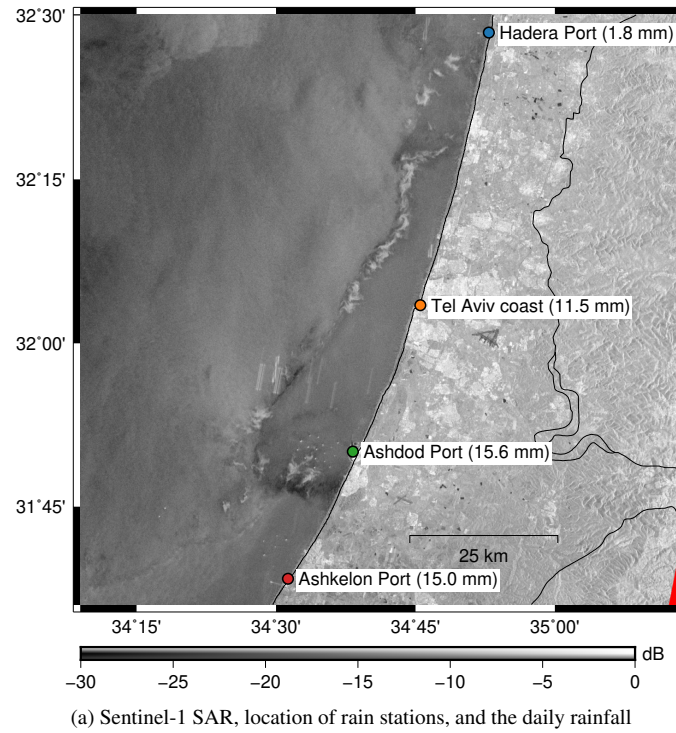 32°30'
Hadera Port (1.8 mm)
32°15'
Tel Aviv coast (11.5 mm)
32°00'
Ashdod Port (15.6 mm)
31°45'
25 km
Ashkelon Port (15.0 mm)
34°15' 34°30' 34°45' 35°00'
dB
−30 −25 −20 −15 −10 −5 0
(a) Sentinel-1 SAR, location of rain stations, and the daily rainfall